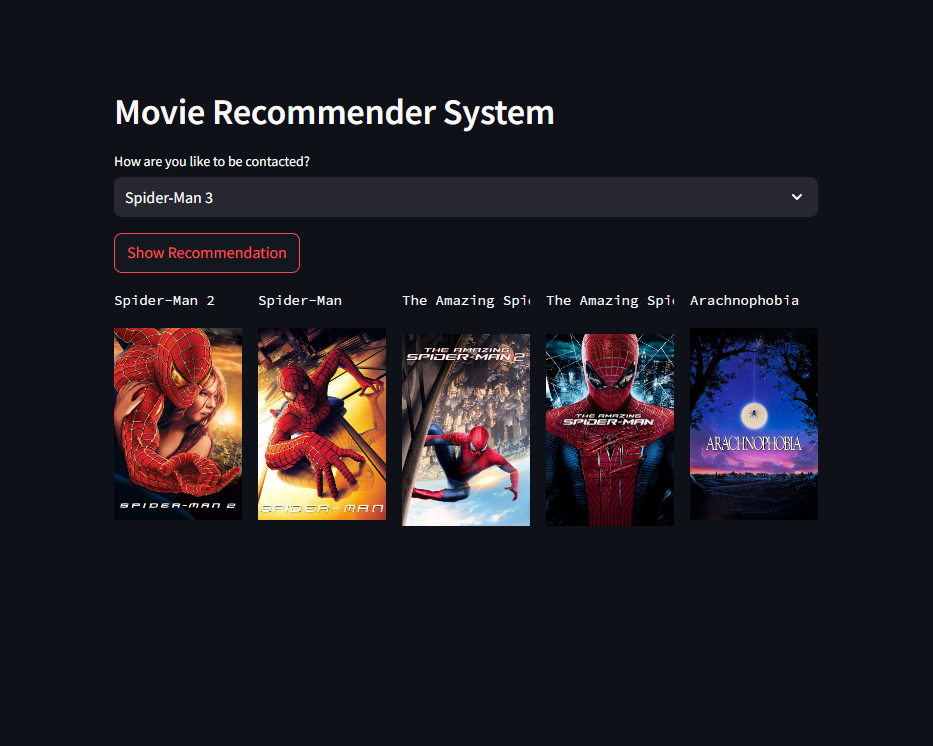 Movie Recommender System
How are you like to be contacted?
Spider-Man 3
Show Recommendation
Spider-Man 2
Spider-Man
The Amazing Spi
The Amazing Spi
Arachnophobia
SPIDER-MAN 2
SPIDER-MAN
THE AMAZING
SPIDER-MAN 2
THE AMAZING
SPIDER-MAN
ARACHNOPHOBIA